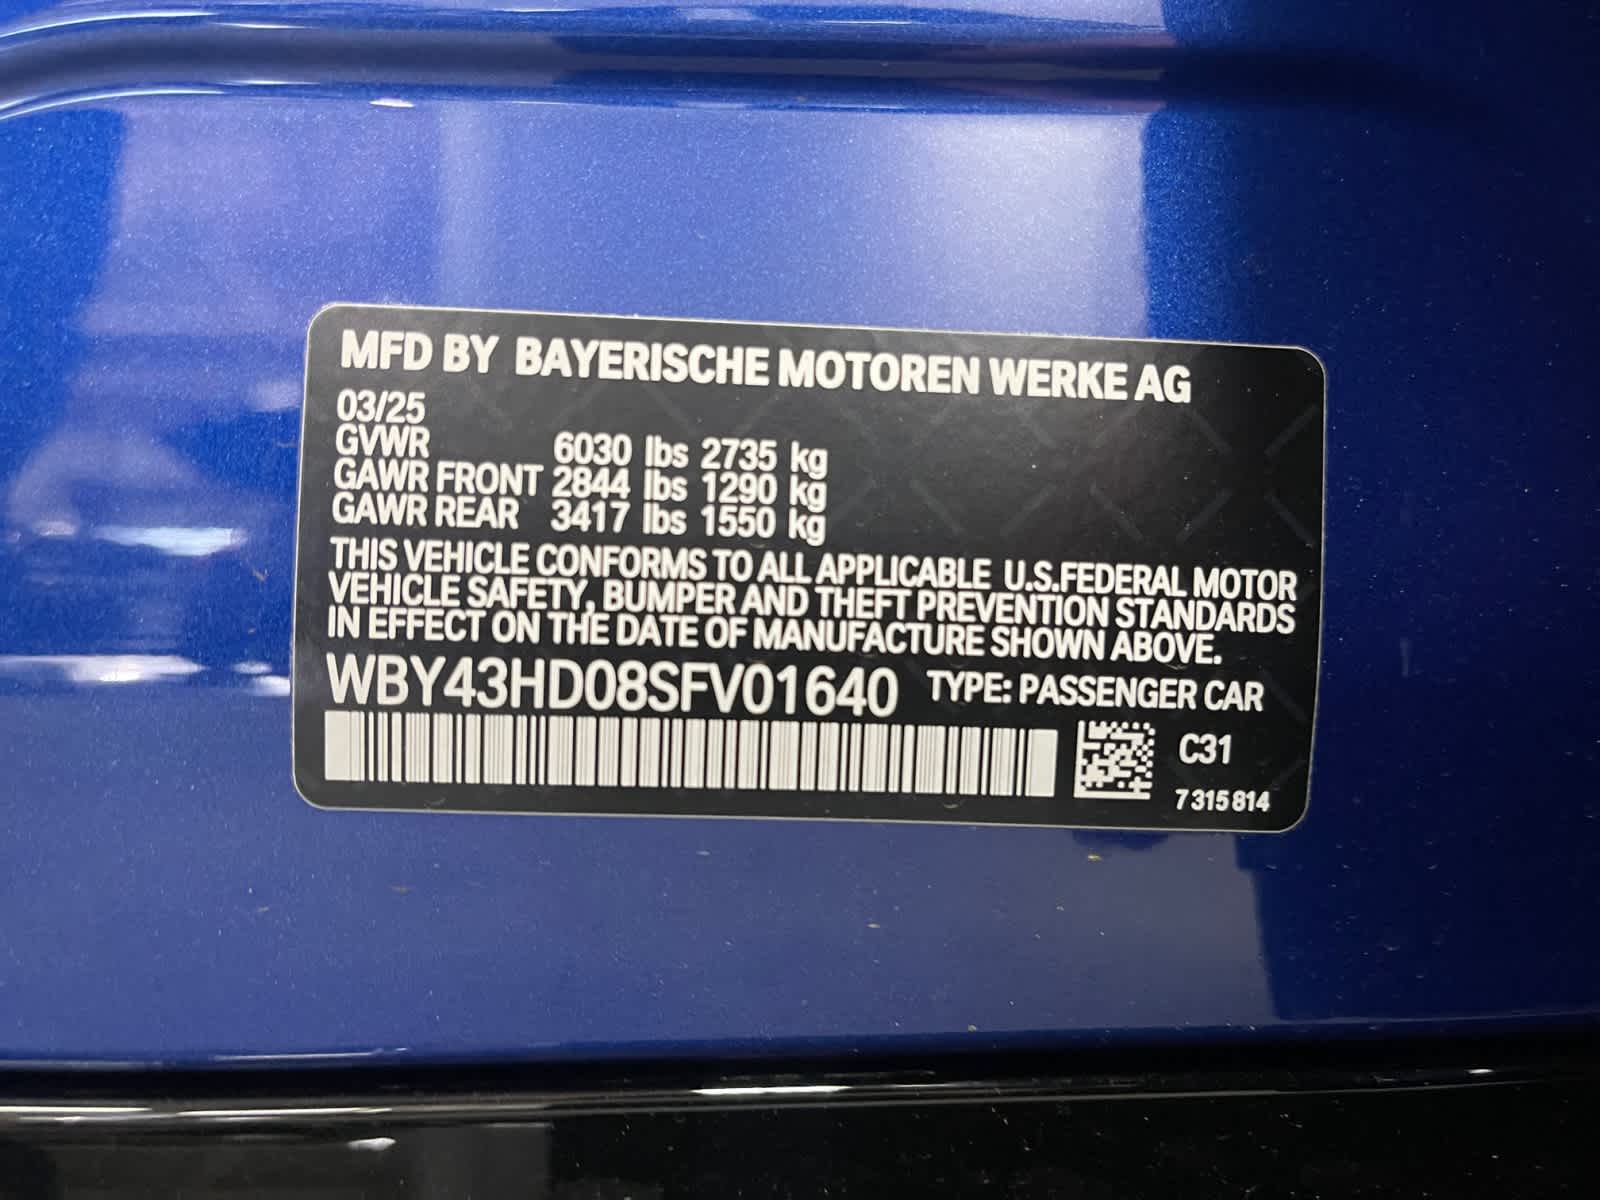 MFD BY BAYERISCHE MOTOREN WERKE AG
03/25
GVWR 6030 lbs 2735 kg
GAWR FRONT 2844 lbs 1290 kg
GAWR REAR 3417 lbs 1550 kg
THIS VEHICLE CONFORMS TO ALL APPLICABLE U.S.FEDERAL MOTOR
VEHICLE SAFETY, BUMPER AND THEFT PREVENTION STANDARDS
IN EFFECT ON THE DATE OF MANUFACTURE SHOWN ABOVE.
WBY43HD08SFV01640 TYPE: PASSENGER CAR
C31
7 315 814